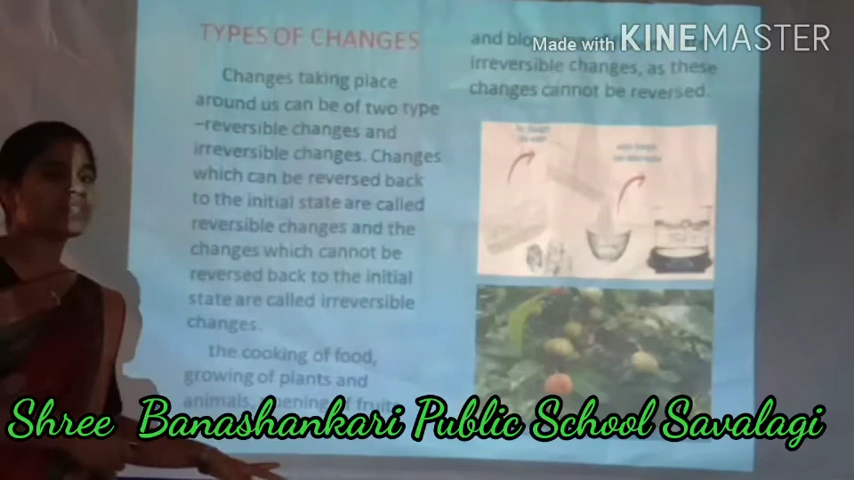 TYPES OF CHANGES
Changes taking place
around us can be of two type
–reversible changes and
irreversible changes. Changes
which can be reversed back
to the initial state are called
reversible changes and the
changes which cannot be
reversed back to the initial
state are called irreversible
changes.
the cooking of food,
growing of plants and
animals, of fruits
and
irreversible changes, as these
changes cannot be reversed.
Made with KINEMASTER
Shree Banashankari Public School Savalagi